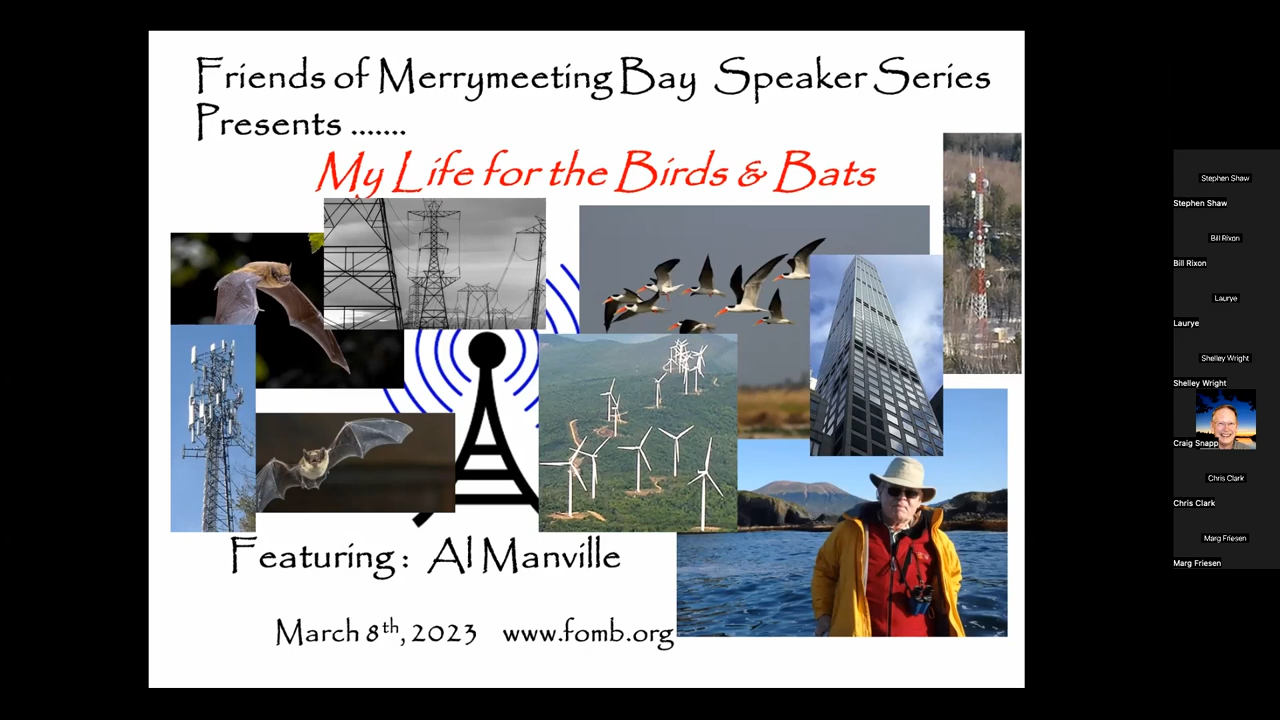 Friends of Merrymeeting Bay Speaker Series
Presents .......
My Life for the Birds & Bats
Featuring : Al Manville
March 8th, 2023 www.fomb.org
Stephen Shaw
Stephen Shaw
Bill Rixon
Bill Rixon
Laurye
Laurye
Shelley Wright
Shelley Wright
Craig Snapp
Chris Clark
Chris Clark
Marg Friesen
Marg Friesen